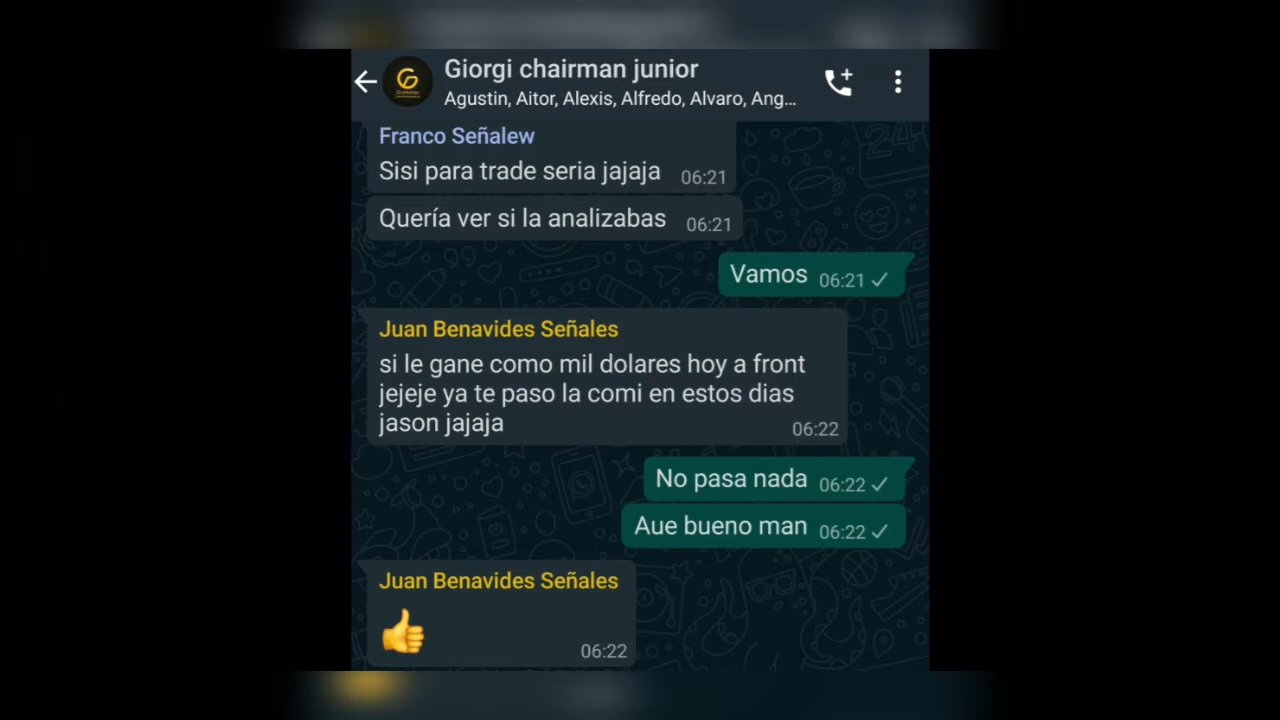 Giorgi chairman junior
Agustin, Aitor, Alexis, Alfredo, Alvaro, Ang...
Franco Señalew
Sisi para trade seria jajaja 06:21
Quería ver si la analizabas 06:21
Vamos 06:21
Juan Benavides Señales
si le gane como mil dolares hoy a front
jejeje ya te paso la comi en estos dias
jason jajaja 06:22
No pasa nada 06:22
Aue bueno man 06:22
Juan Benavides Señales
06:22